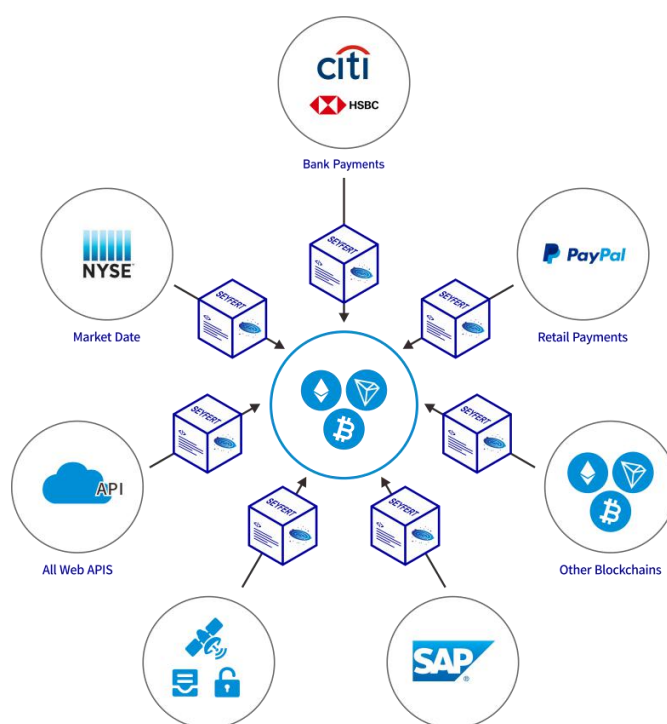 citi
HSBC
Bank Payments
NYSE
Market Date
PayPal
Retail Payments
SEYFERT
SEYFERT
SEYFERT
SEYFERT
SEYFERT
API
All Web APIS
Other Blockchains
SEYFERT
SEYFERT
SAP